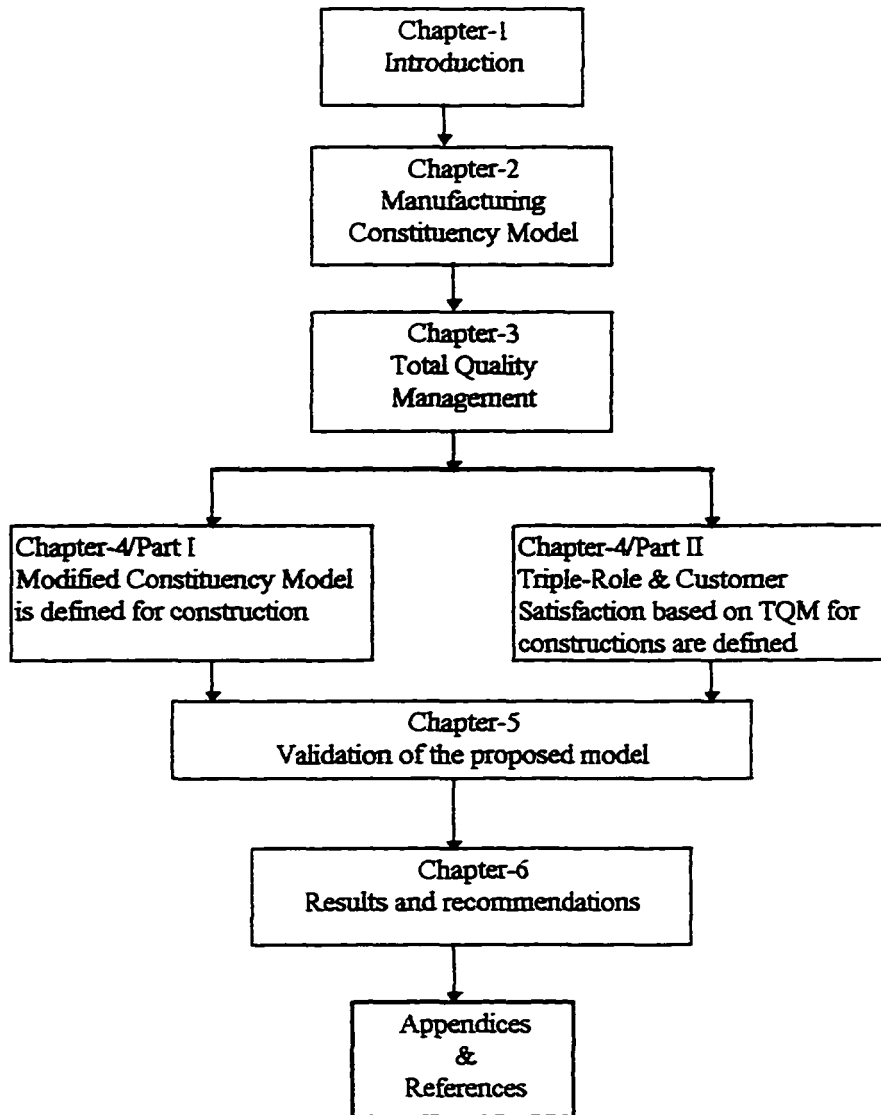 Chapter-1
Introduction
Chapter-2
Manufacturing
Constituency Model
Chapter-3
Total Quality
Management
Chapter-4/Part I
Modified Constituency Model
is defined for construction
Chapter-4/Part II
Triple-Role & Customer
Satisfaction based on TQM for
constructions are defined
Chapter-5
Validation of the proposed model
Chapter-6
Results and recommendations
Appendices
&
References